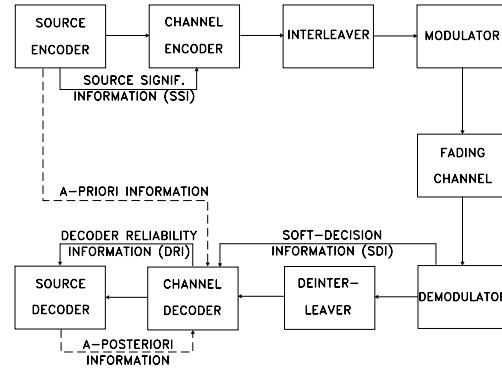 SOURCE
ENCODER
CHANNEL
ENCODER
INTERLEAVER
MODULATOR
SOURCE SIGNIF.
INFORMATION (SSI)
FADING
CHANNEL
A-PRIORI INFORMATION
DECODER RELIABILITY
INFORMATION (DRI)
SOFT-DECISION
INFORMATION (SDI)
SOURCE
DECODER
CHANNEL
DECODER
DEINTER-
LEAVER
DEMODULATOR
A-POSTERIORI
INFORMATION